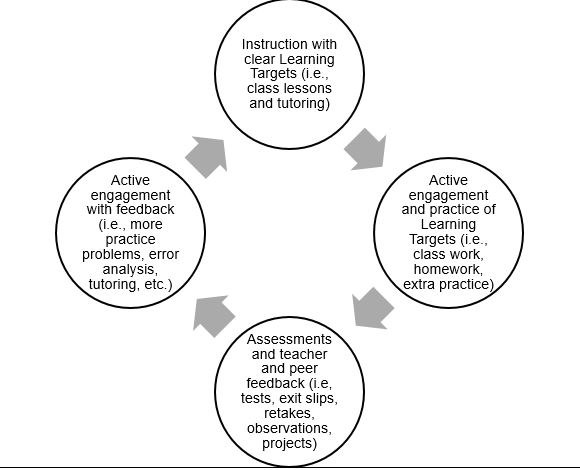 Instruction with
clear Learning
Targets (i.e.,
class lessons
and tutoring)
Active
engagement
and practice of
Learning
Targets (i.e.,
class work,
homework,
extra practice)
Assessments
and teacher
and peer
feedback (i.e,
tests, exit slips,
retakes,
observations,
projects)
Active
engagement
with feedback
(i.e., more
practice
problems, error
analysis,
tutoring, etc.)